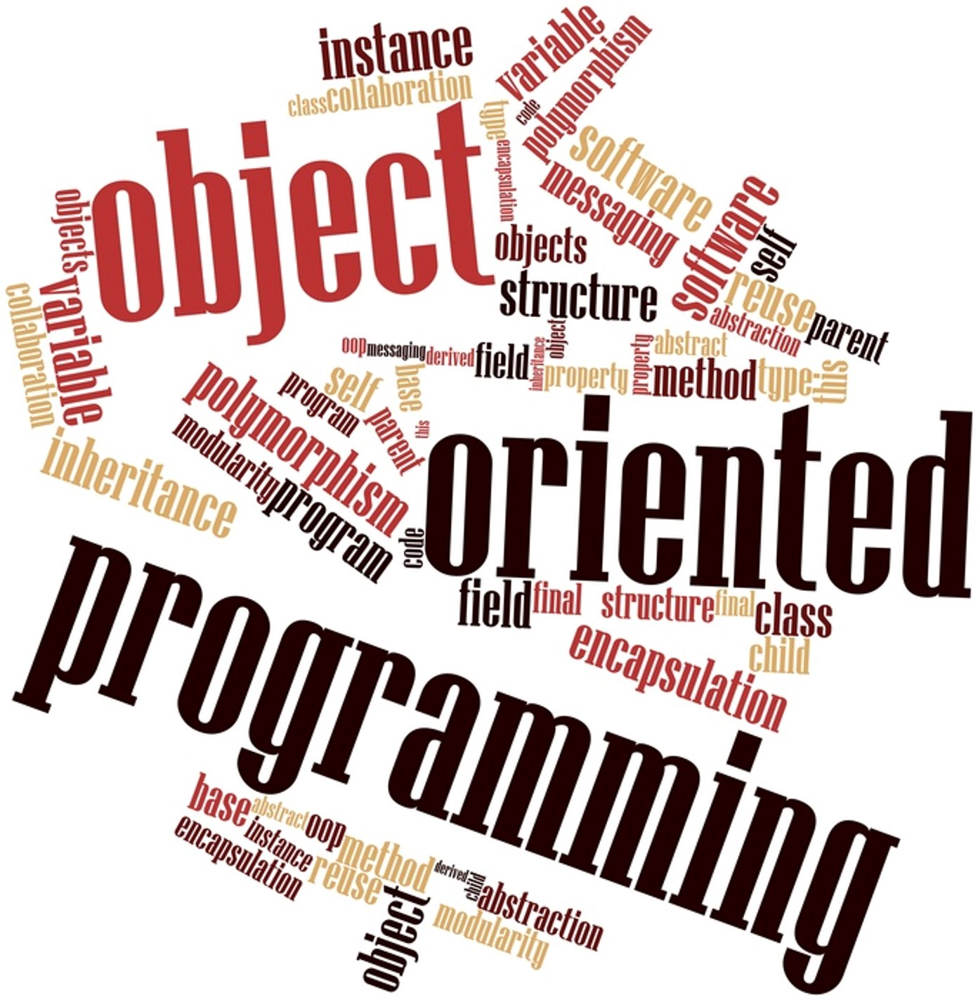 instance
variable
polymorphism
class
collaboration
code
type
object
encapsulation
software
messaging
objects
software
self
objects
structure
reuse
parent
abstraction
variable
collaboration
oop
messaging
derived
field
inheritance
object
property
property
abstract
method
type
this
polymorphism
program
self
base
parent
this
modularity
program
inheritance
code
oriented
field
final
structure
final
class
child
encapsulation
programming
base
abstract
oop
instance
encapsulation
method
reuse
derived
child
object
abstraction
modularity